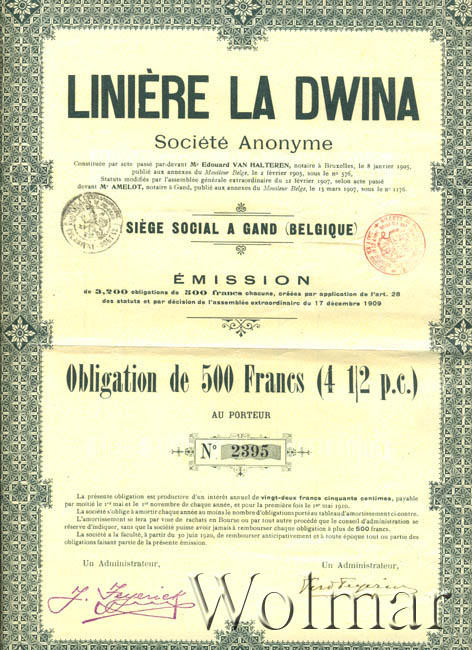 LINIÈRE LA DWINA
Société Anonyme
Constituée par acte passé par-devant Me Edouard VAN HALTEREN, notaire à Bruxelles, le 8 janvier 1905,
publié aux annexes du Moniteur Belge, le 2 février 1905, sous le no 576,
Statuts modifiés par l'assemblée générale extraordinaire du 21 février 1907, selon acte passé
devant Me AMELOT, notaire à Gand, publié aux annexes du Moniteur Belge, le 15 mars 1907, sous le no 1176.
SIÈGE SOCIAL A GAND (BELGIQUE)
ÉMISSION
de 3,200 obligations de 500 francs chacune, créées par application de l'art. 28
des statuts et par décision de l'assemblée extraordinaire du 17 décembre 1909
Obligation de 500 Francs (4 1/2 p.c.)
AU PORTEUR
No 2395
La présente obligation est productive d'un intérêt annuel de vingt-deux francs cinquante centimes, payable
par moitié le 1er mai et le 1er novembre de chaque année, et pour la première fois le 1er mai 1910.
La société s'oblige à amortir chaque année au moins le nombre d'obligations porté au tableau d'amortissement ci-contre.
L'amortissement se fera par voie de rachats en Bourse ou par tout autre procédé que le conseil d'administration se
réserve d'indiquer, sans que la société puisse avoir jamais à rembourser chaque obligation à plus de 500 francs.
La société a la faculté, à partir du 30 juin 1920, de rembourser anticipativement et à toute époque tout ou partie des
obligations faisant partie de la présente émission.
Un Administrateur, Un Administrateur,
J. Feyerick
Wolmar